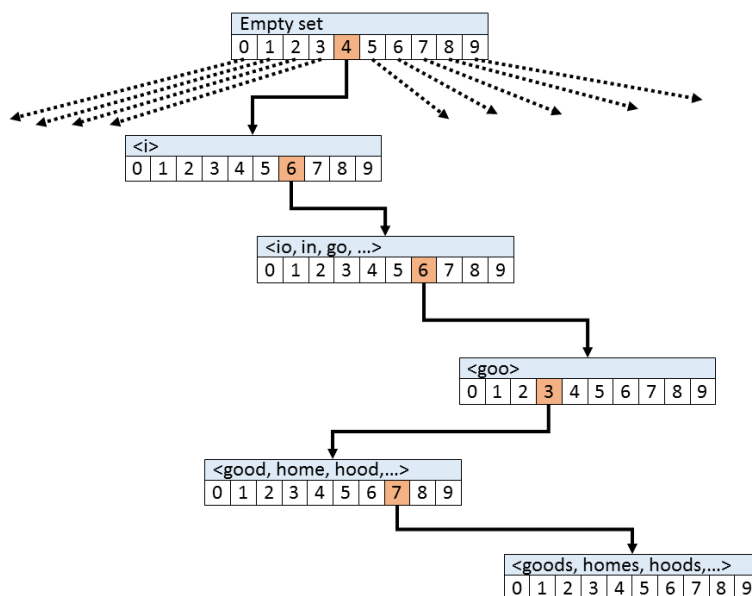 Empty set
0 1 2 3 4 5 6 7 8 9
<i>
0 1 2 3 4 5 6 7 8 9
<io, in, go, ...>
0 1 2 3 4 5 6 7 8 9
<goo>
0 1 2 3 4 5 6 7 8 9
<good, home, hood,...>
0 1 2 3 4 5 6 7 8 9
<goods, homes, hoods,...>
0 1 2 3 4 5 6 7 8 9